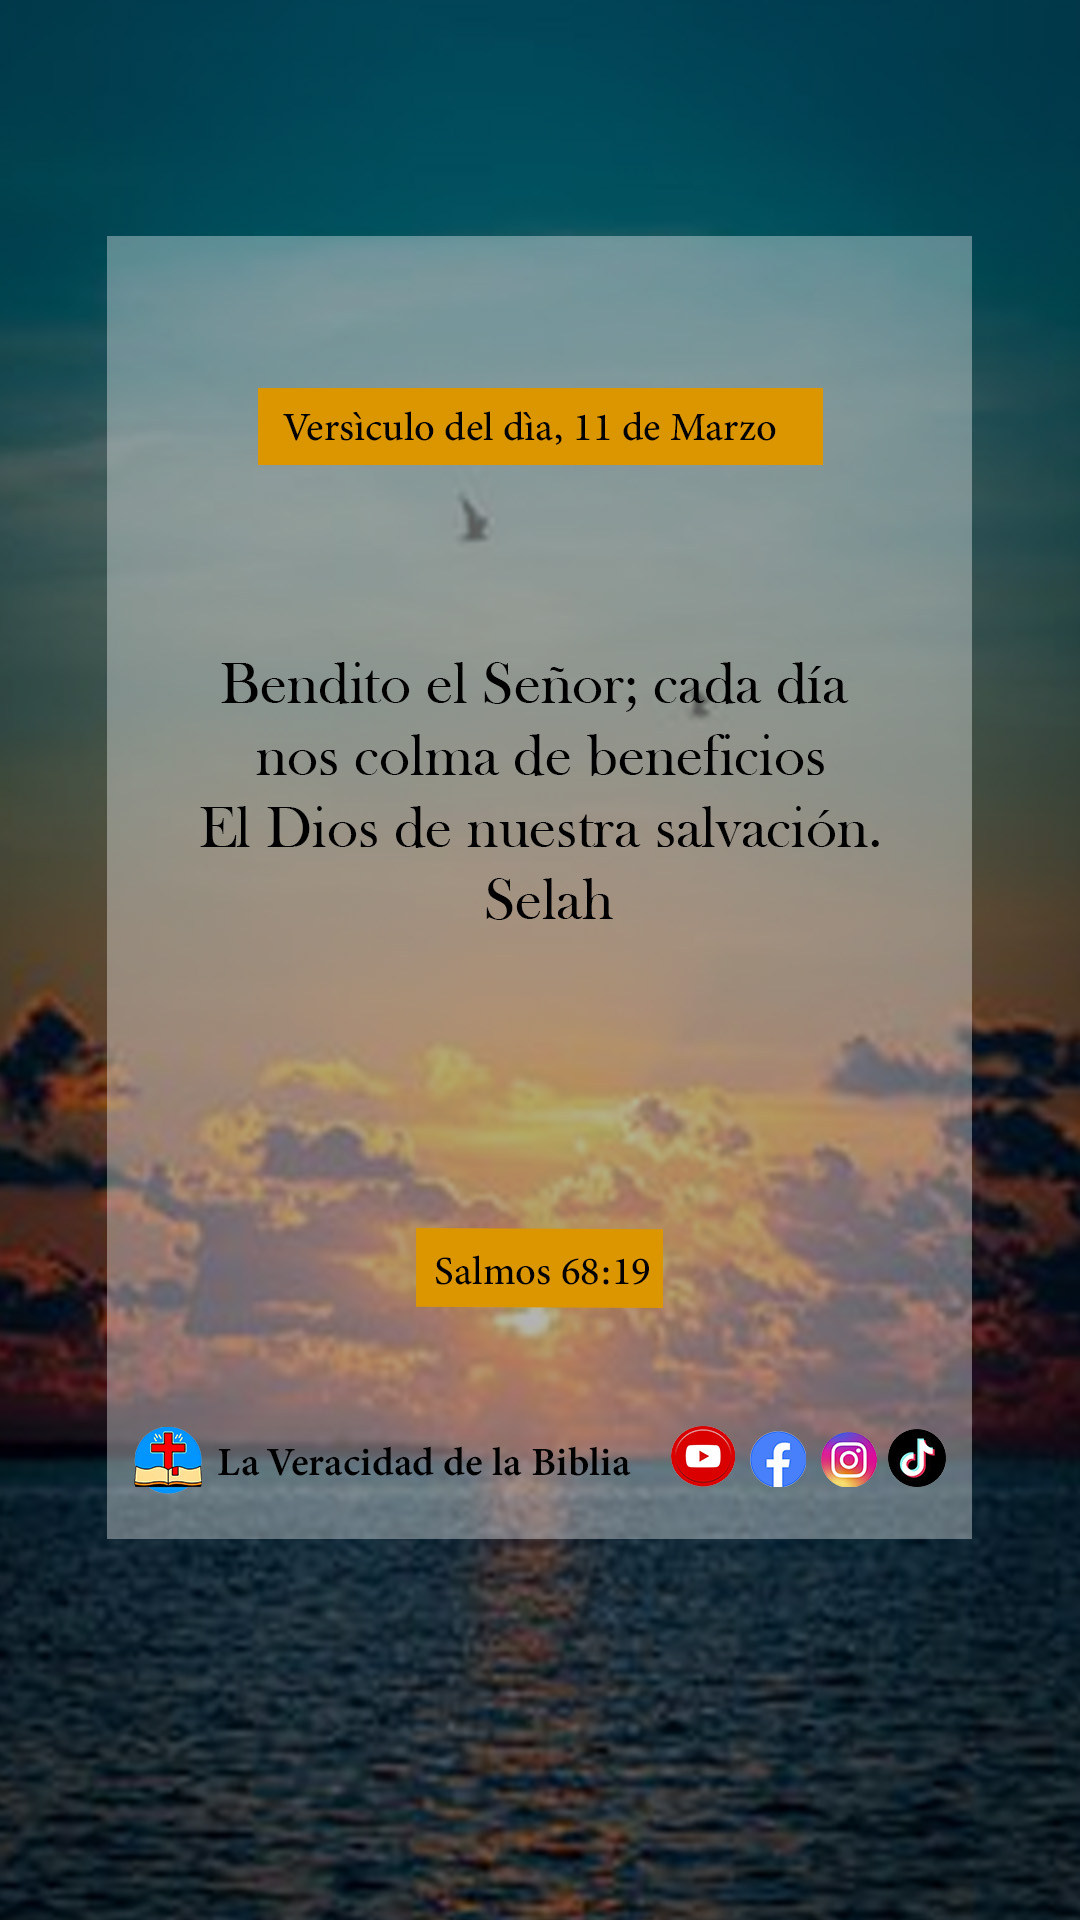 Versìculo del dìa, 11 de Marzo
Bendito el Señor; cada día
nos colma de beneficios
El Dios de nuestra salvación.
Selah
Salmos 68:19
La Veracidad de la Biblia